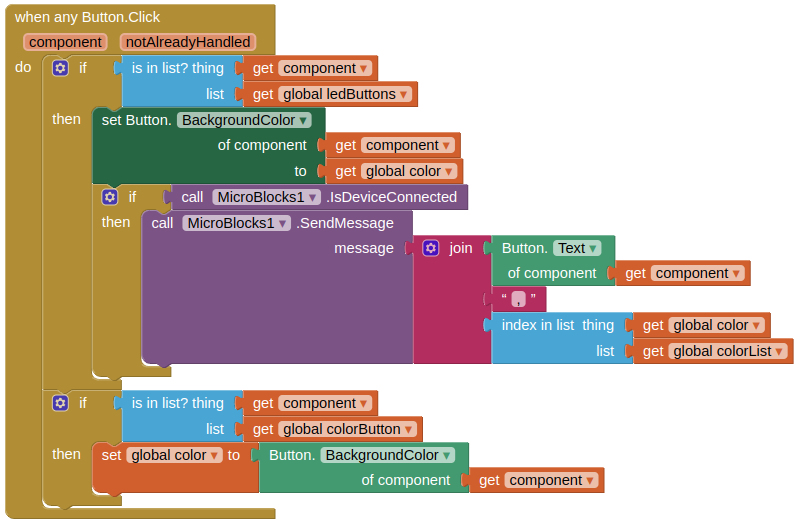 when any Button.Click
component notAlreadyHandled
do if is in list? thing get component
list get global ledButtons
then set Button. BackgroundColor
of component get component
to get global color
if call MicroBlocks1 .IsDeviceConnected
then call MicroBlocks1 .SendMessage
message join Button. Text
of component get component
“ , ”
index in list thing get global color
list get global colorList
if is in list? thing get component
list get global colorButton
then set global color to Button. BackgroundColor
of component get component